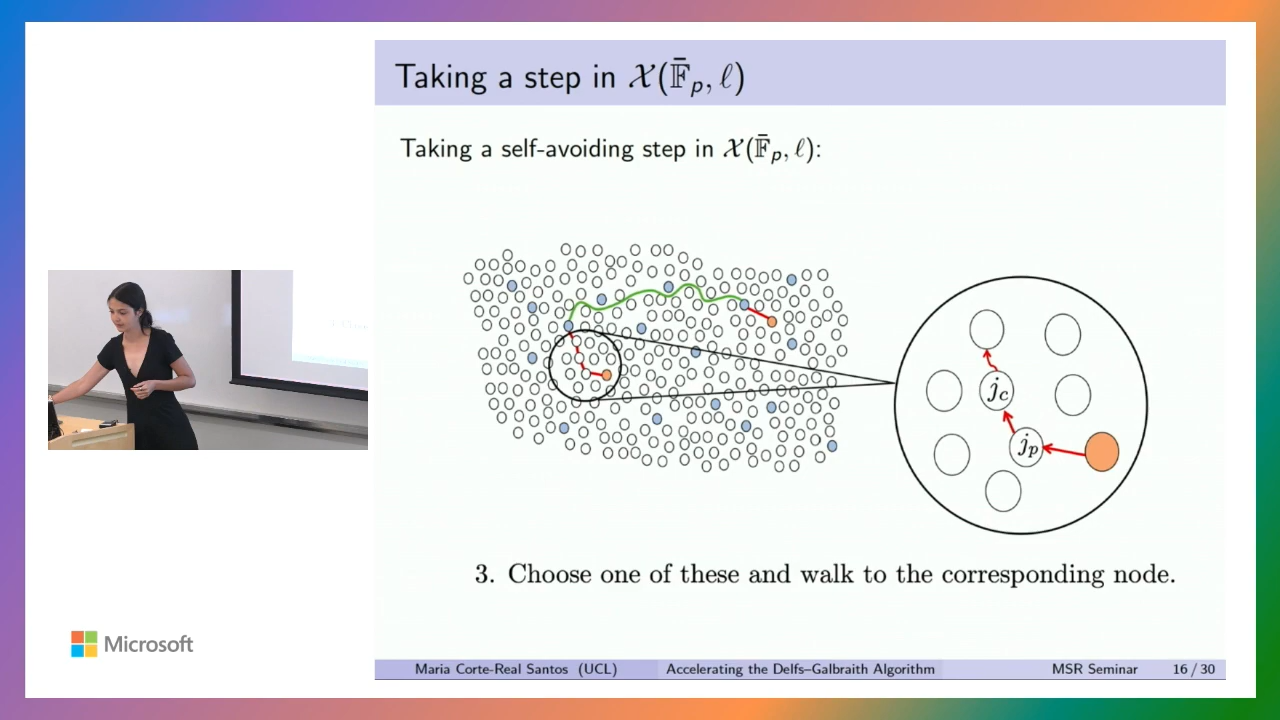 Taking a step in 𝒳(𝔽̄ₚ, ℓ)
Taking a self-avoiding step in 𝒳(𝔽̄ₚ, ℓ):
j_c
j_p
3. Choose one of these and walk to the corresponding node.
Microsoft
Maria Corte-Real Santos (UCL) Accelerating the Delfs–Galbraith Algorithm MSR Seminar 16 / 30